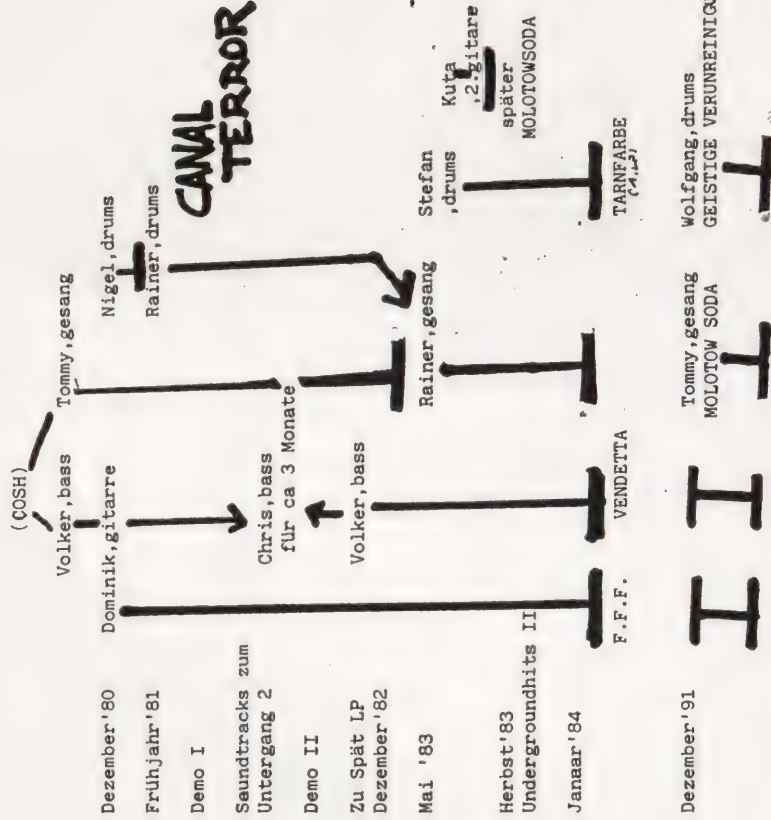 CANAL
TERROR
(COSH)
Volker,bass
Tommy,gesang
Dominik,gitarre
Nigel,drums
Rainer,drums
Dezember'80
Frühjahr'81
Demo I
Saundtracks zum
Untergang 2
Chris,bass
für ca 3 Monate
Demo II
Zu Spät LP
Dezember'82
Volker,bass
Mai '83
Rainer,gesang
Stefan
,drums
Kuta
,2.gitare
später
MOLOTOWSODA
Herbst'83
Undergroundhits II
Janaar'84
F.F.F.
VENDETTA
TARNFARBE
Dezember'91
Tommy,gesang
MOLOTOW SODA
Wolfgang,drums
GEISTIGE